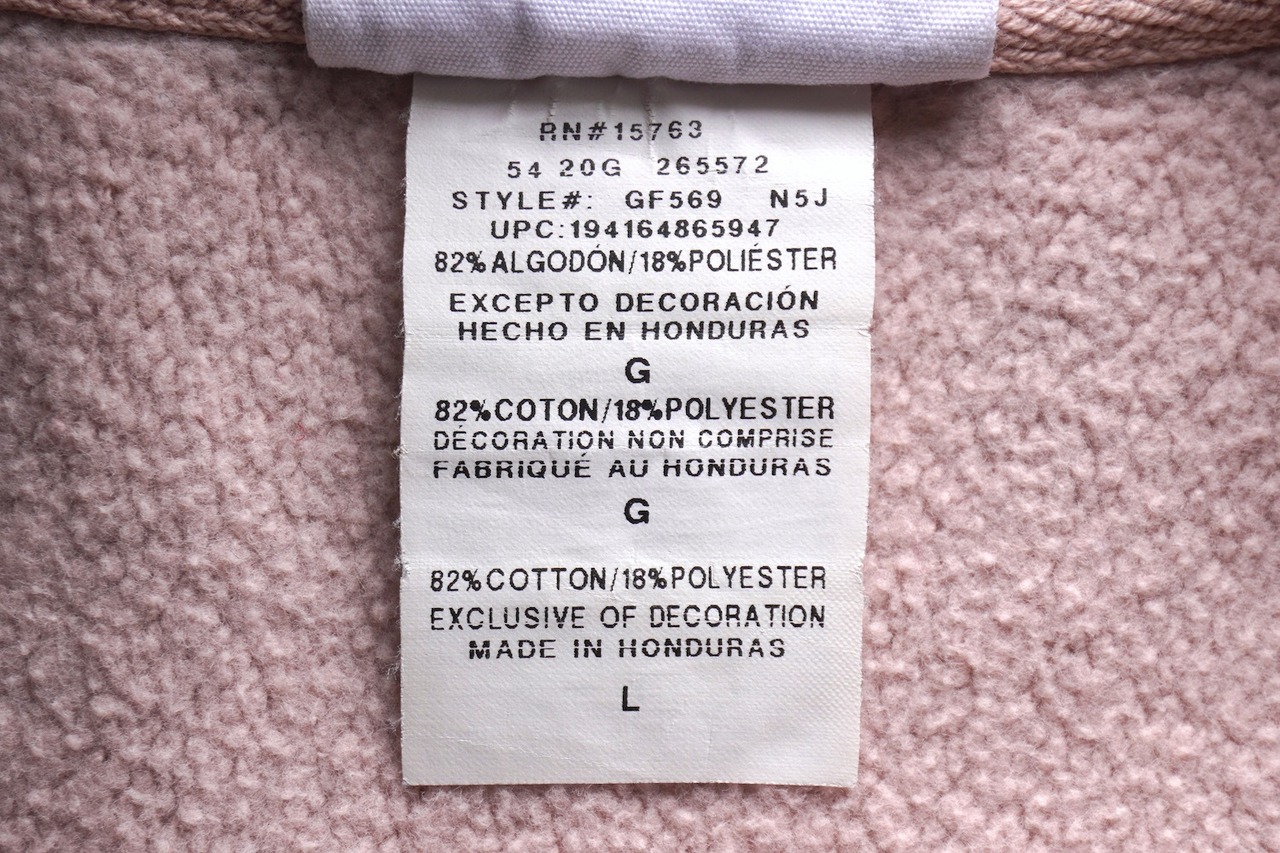 RN#15763
54 20G 265572
STYLE#: GF569 N5J
UPC:194164865947
82%ALGODÓN/18%POLIÉSTER
EXCEPTO DECORACIÓN
HECHO EN HONDURAS
G
82%COTON/18%POLYESTER
DÉCORATION NON COMPRISE
FABRIQUÉ AU HONDURAS
G
82%COTTON/18%POLYESTER
EXCLUSIVE OF DECORATION
MADE IN HONDURAS
L